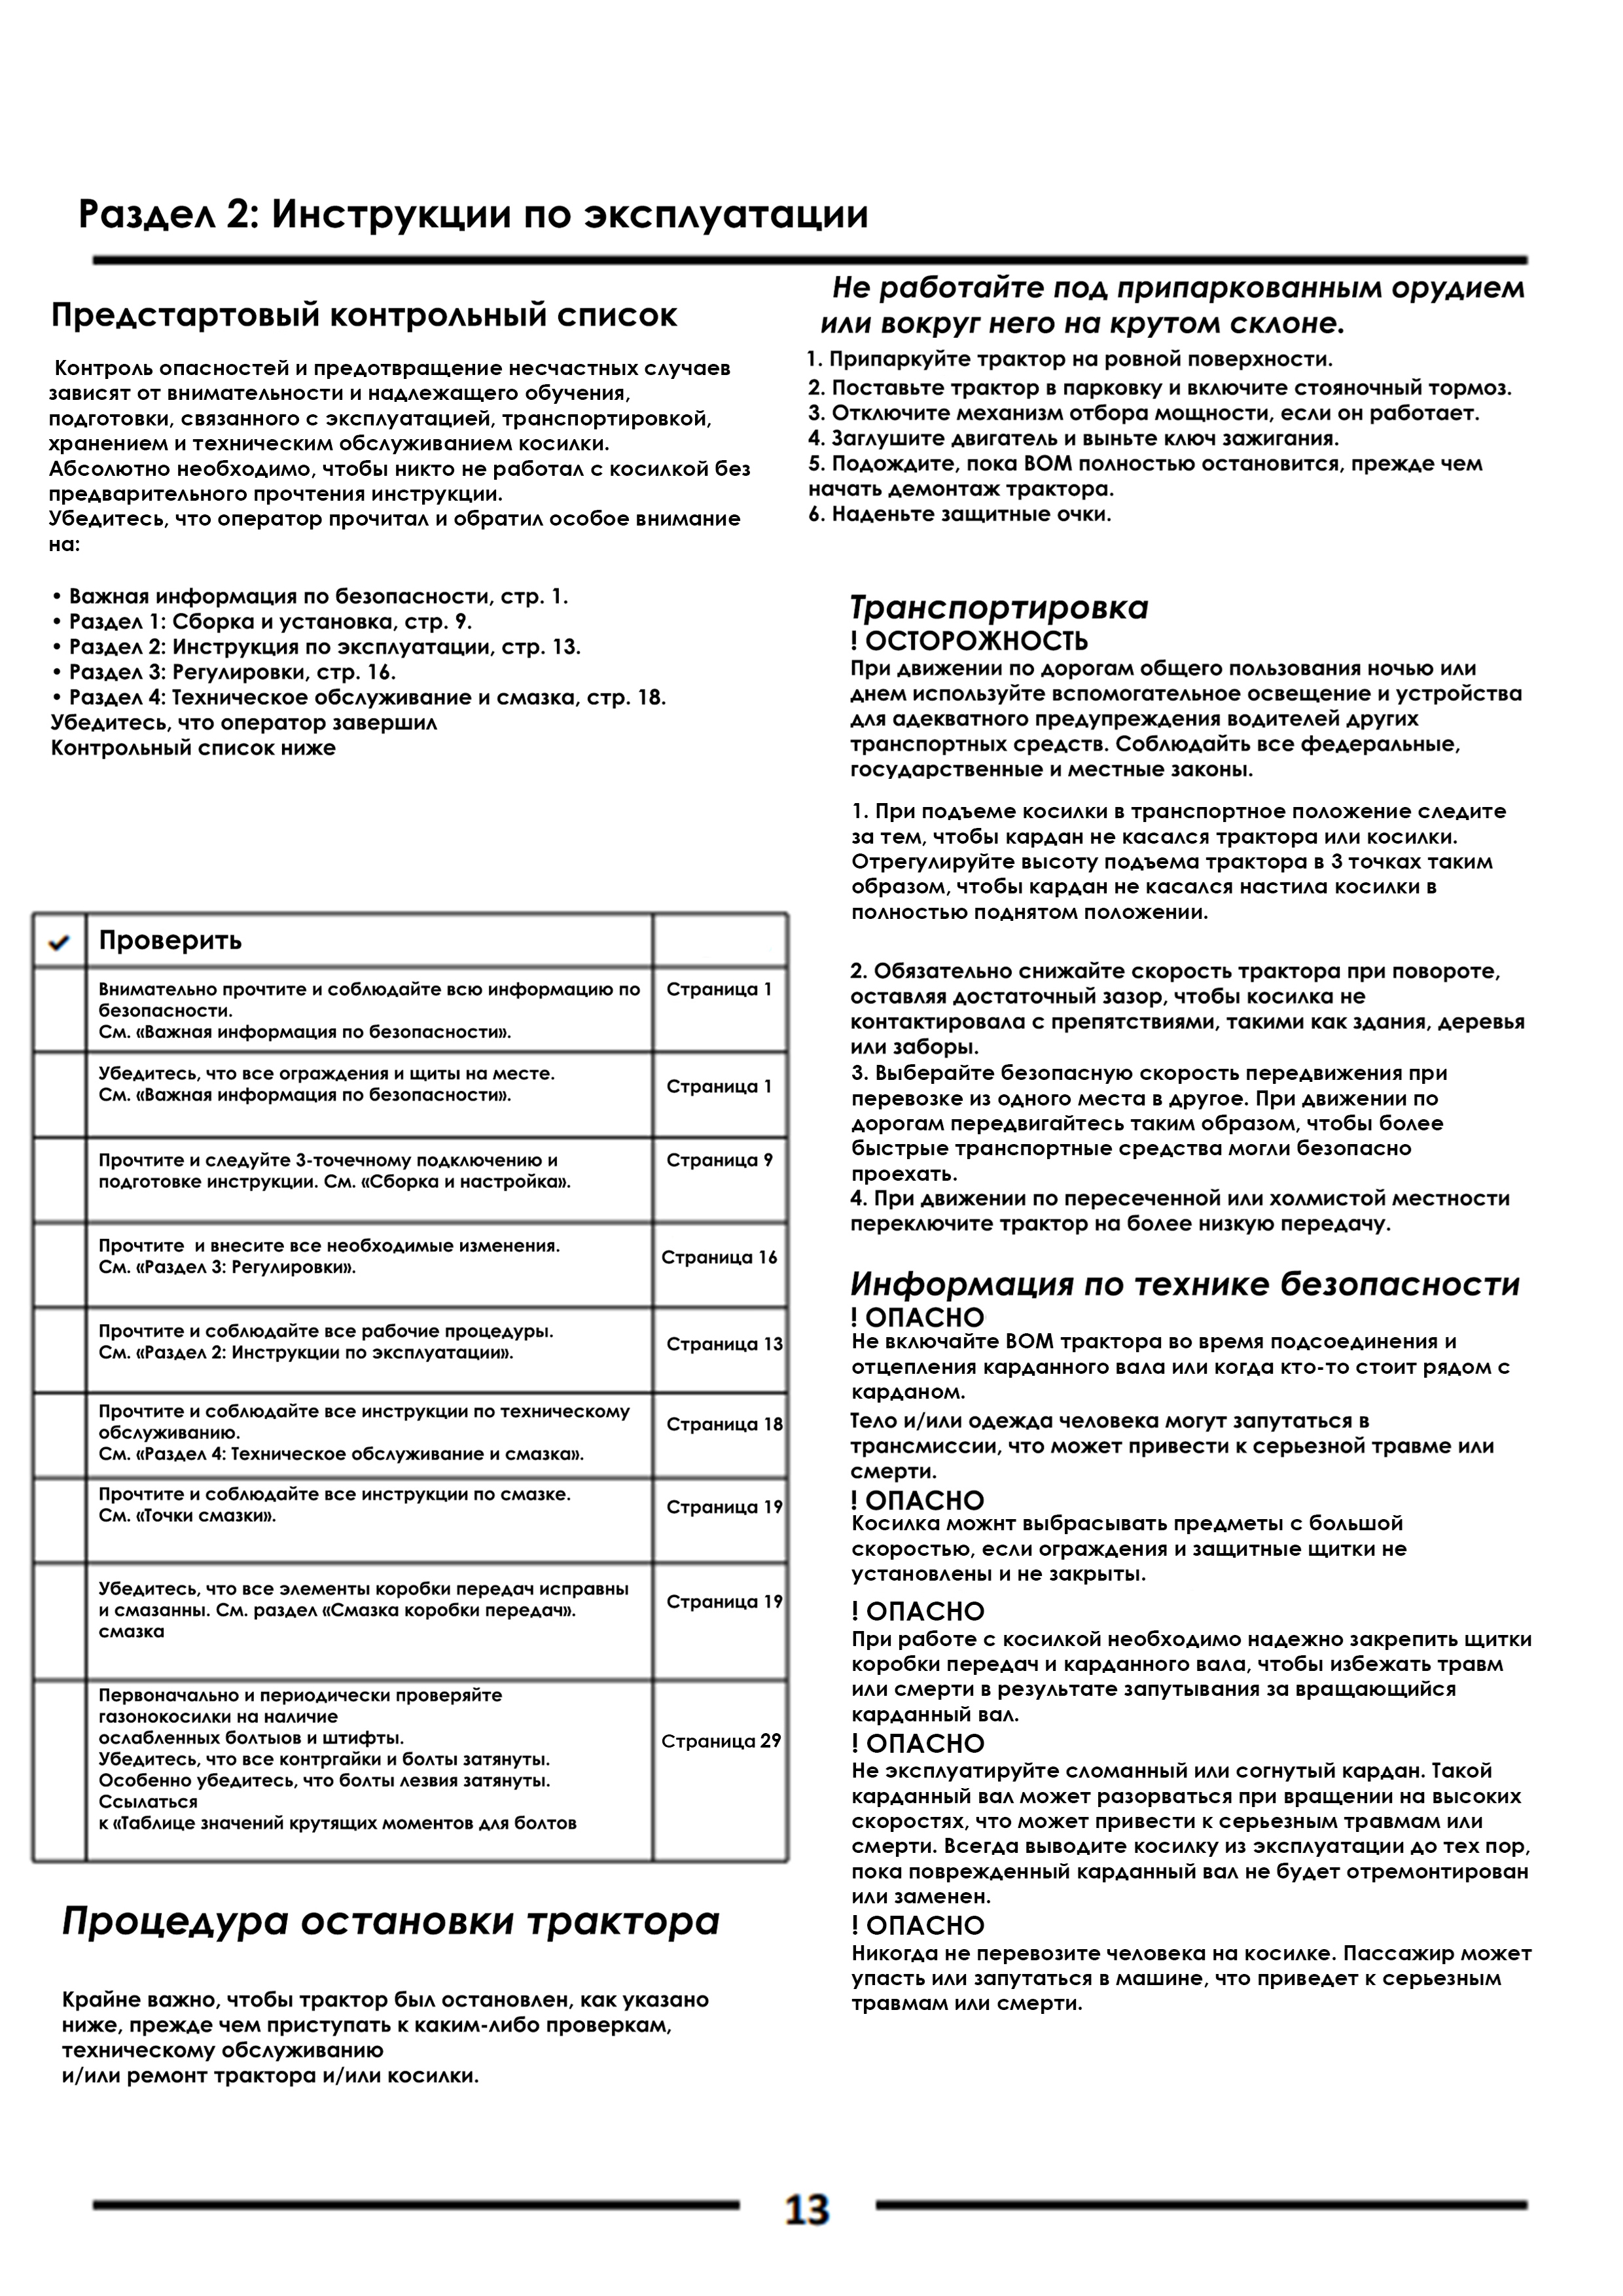 Раздел 2: Инструкции по эксплуатации
Предстартовый контрольный список
Контроль опасностей и предотвращение несчастных случаев
зависят от внимательности и надлежащего обучения,
подготовки, связанного с эксплуатацией, транспортировкой,
хранением и техническим обслуживанием косилки.
Абсолютно необходимо, чтобы никто не работал с косилкой без
предварительного прочтения инструкции.
Убедитесь, что оператор прочитал и обратил особое внимание
на:
• Важная информация по безопасности, стр. 1.
• Раздел 1: Сборка и установка, стр. 9.
• Раздел 2: Инструкция по эксплуатации, стр. 13.
• Раздел 3: Регулировки, стр. 16.
• Раздел 4: Техническое обслуживание и смазка, стр. 18.
Убедитесь, что оператор завершил
Контрольный список ниже
✓ Проверить
Внимательно прочтите и соблюдайте всю информацию по Страница 1
безопасности.
См. «Важная информация по безопасности».
Убедитесь, что все ограждения и щиты на месте.
См. «Важная информация по безопасности». Страница 1
Прочтите и следуйте 3-точечному подключению и Страница 9
подготовке инструкции. См. «Сборка и настройка».
Прочтите и внесите все необходимые изменения.
См. «Раздел 3: Регулировки». Страница 16
Прочтите и соблюдайте все рабочие процедуры.
См. «Раздел 2: Инструкции по эксплуатации». Страница 13
Прочтите и соблюдайте все инструкции по техническому
обслуживанию. Страница 18
См. «Раздел 4: Техническое обслуживание и смазка».
Прочтите и соблюдайте все инструкции по смазке.
См. «Точки смазки». Страница 19
Убедитесь, что все элементы коробки передач исправны
и смазанны. См. раздел «Смазка коробки передач». Страница 19
смазка
Первоначально и периодически проверяйте
газонокосилки на наличие
ослабленных болтыов и штифты.
Убедитесь, что все контргайки и болты затянуты. Страница 29
Особенно убедитесь, что болты лезвия затянуты.
Ссылаться
к «Таблице значений крутящих моментов для болтов
Процедура остановки трактора
Крайне важно, чтобы трактор был остановлен, как указано
ниже, прежде чем приступать к каким-либо проверкам,
техническому обслуживанию
и/или ремонт трактора и/или косилки.
Не работайте под припаркованным орудием
или вокруг него на крутом склоне.
1. Припаркуйте трактор на ровной поверхности.
2. Поставьте трактор в парковку и включите стояночный тормоз.
3. Отключите механизм отбора мощности, если он работает.
4. Заглушите двигатель и выньте ключ зажигания.
5. Подождите, пока ВОМ полностью остановится, прежде чем
начать демонтаж трактора.
6. Наденьте защитные очки.
Транспортировка
! ОСТОРОЖНОСТЬ
При движении по дорогам общего пользования ночью или
днем используйте вспомогательное освещение и устройства
для адекватного предупреждения водителей других
транспортных средств. Соблюдайть все федеральные,
государственные и местные законы.
1. При подъеме косилки в транспортное положение следите
за тем, чтобы кардан не касался трактора или косилки.
Отрегулируйте высоту подъема трактора в 3 точках таким
образом, чтобы кардан не касался настила косилки в
полностью поднятом положении.
2. Обязательно снижайте скорость трактора при повороте,
оставляя достаточный зазор, чтобы косилка не
контактировала с препятствиями, такими как здания, деревья
или заборы.
3. Выберайте безопасную скорость передвижения при
перевозке из одного места в другое. При движении по
дорогам передвигайтесь таким образом, чтобы более
быстрые транспортные средства могли безопасно
проехать.
4. При движении по пересеченной или холмистой местности
переключите трактор на более низкую передачу.
Информация по технике безопасности
! ОПАСНО
Не включайте ВОМ трактора во время подсоединения и
отцепления карданного вала или когда кто-то стоит рядом с
карданом.
Тело и/или одежда человека могут запутаться в
трансмиссии, что может привести к серьезной травме или
смерти.
! ОПАСНО
Косилка можнт выбрасывать предметы с большой
скоростью, если ограждения и защитные щитки не
установлены и не закрыты.
! ОПАСНО
При работе с косилкой необходимо надежно закрепить щитки
коробки передач и карданного вала, чтобы избежать травм
или смерти в результате запутывания за вращающийся
карданный вал.
! ОПАСНО
Не эксплуатируйте сломанный или согнутый кардан. Такой
карданный вал может разорваться при вращении на высоких
скоростях, что может привести к серьезным травмам или
смерти. Всегда выводите косилку из эксплуатации до тех пор,
пока поврежденный карданный вал не будет отремонтирован
или заменен.
! ОПАСНО
Никогда не перевозите человека на косилке. Пассажир может
упасть или запутаться в машине, что приведет к серьезным
травмам или смерти.
13